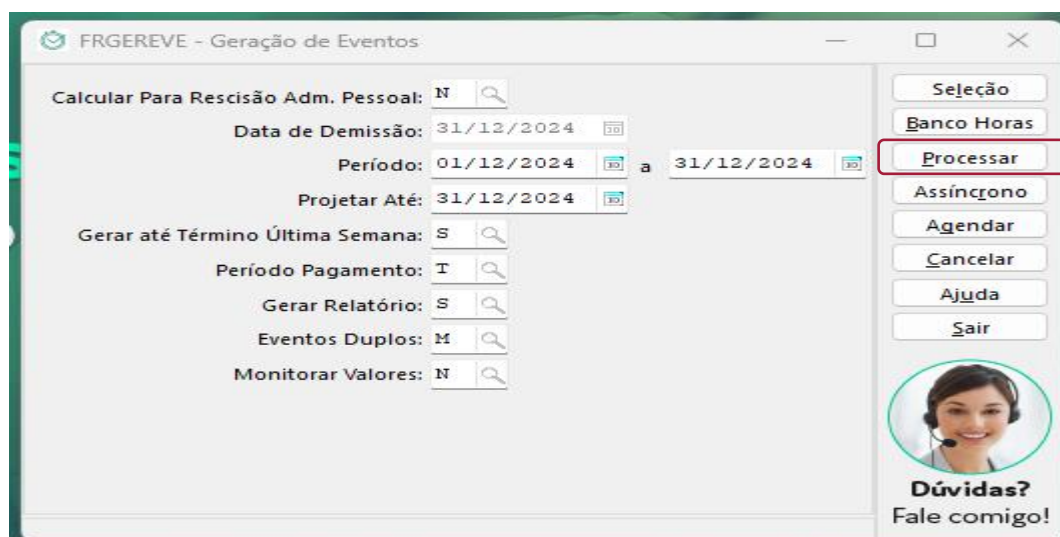 FRGEREVE - Geração de Eventos
Calcular Para Rescisão Adm. Pessoal: N
Data de Demissão: 31/12/2024
Período: 01/12/2024 a 31/12/2024
Projetar Até: 31/12/2024
Gerar até Término Última Semana: S
Período Pagamento: T
Gerar Relatório: S
Eventos Duplos: M
Monitorar Valores: N
Seleção
Banco Horas
Processar
Assíncrono
Agendar
Cancelar
Ajuda
Sair
Dúvidas?
Fale comigo!